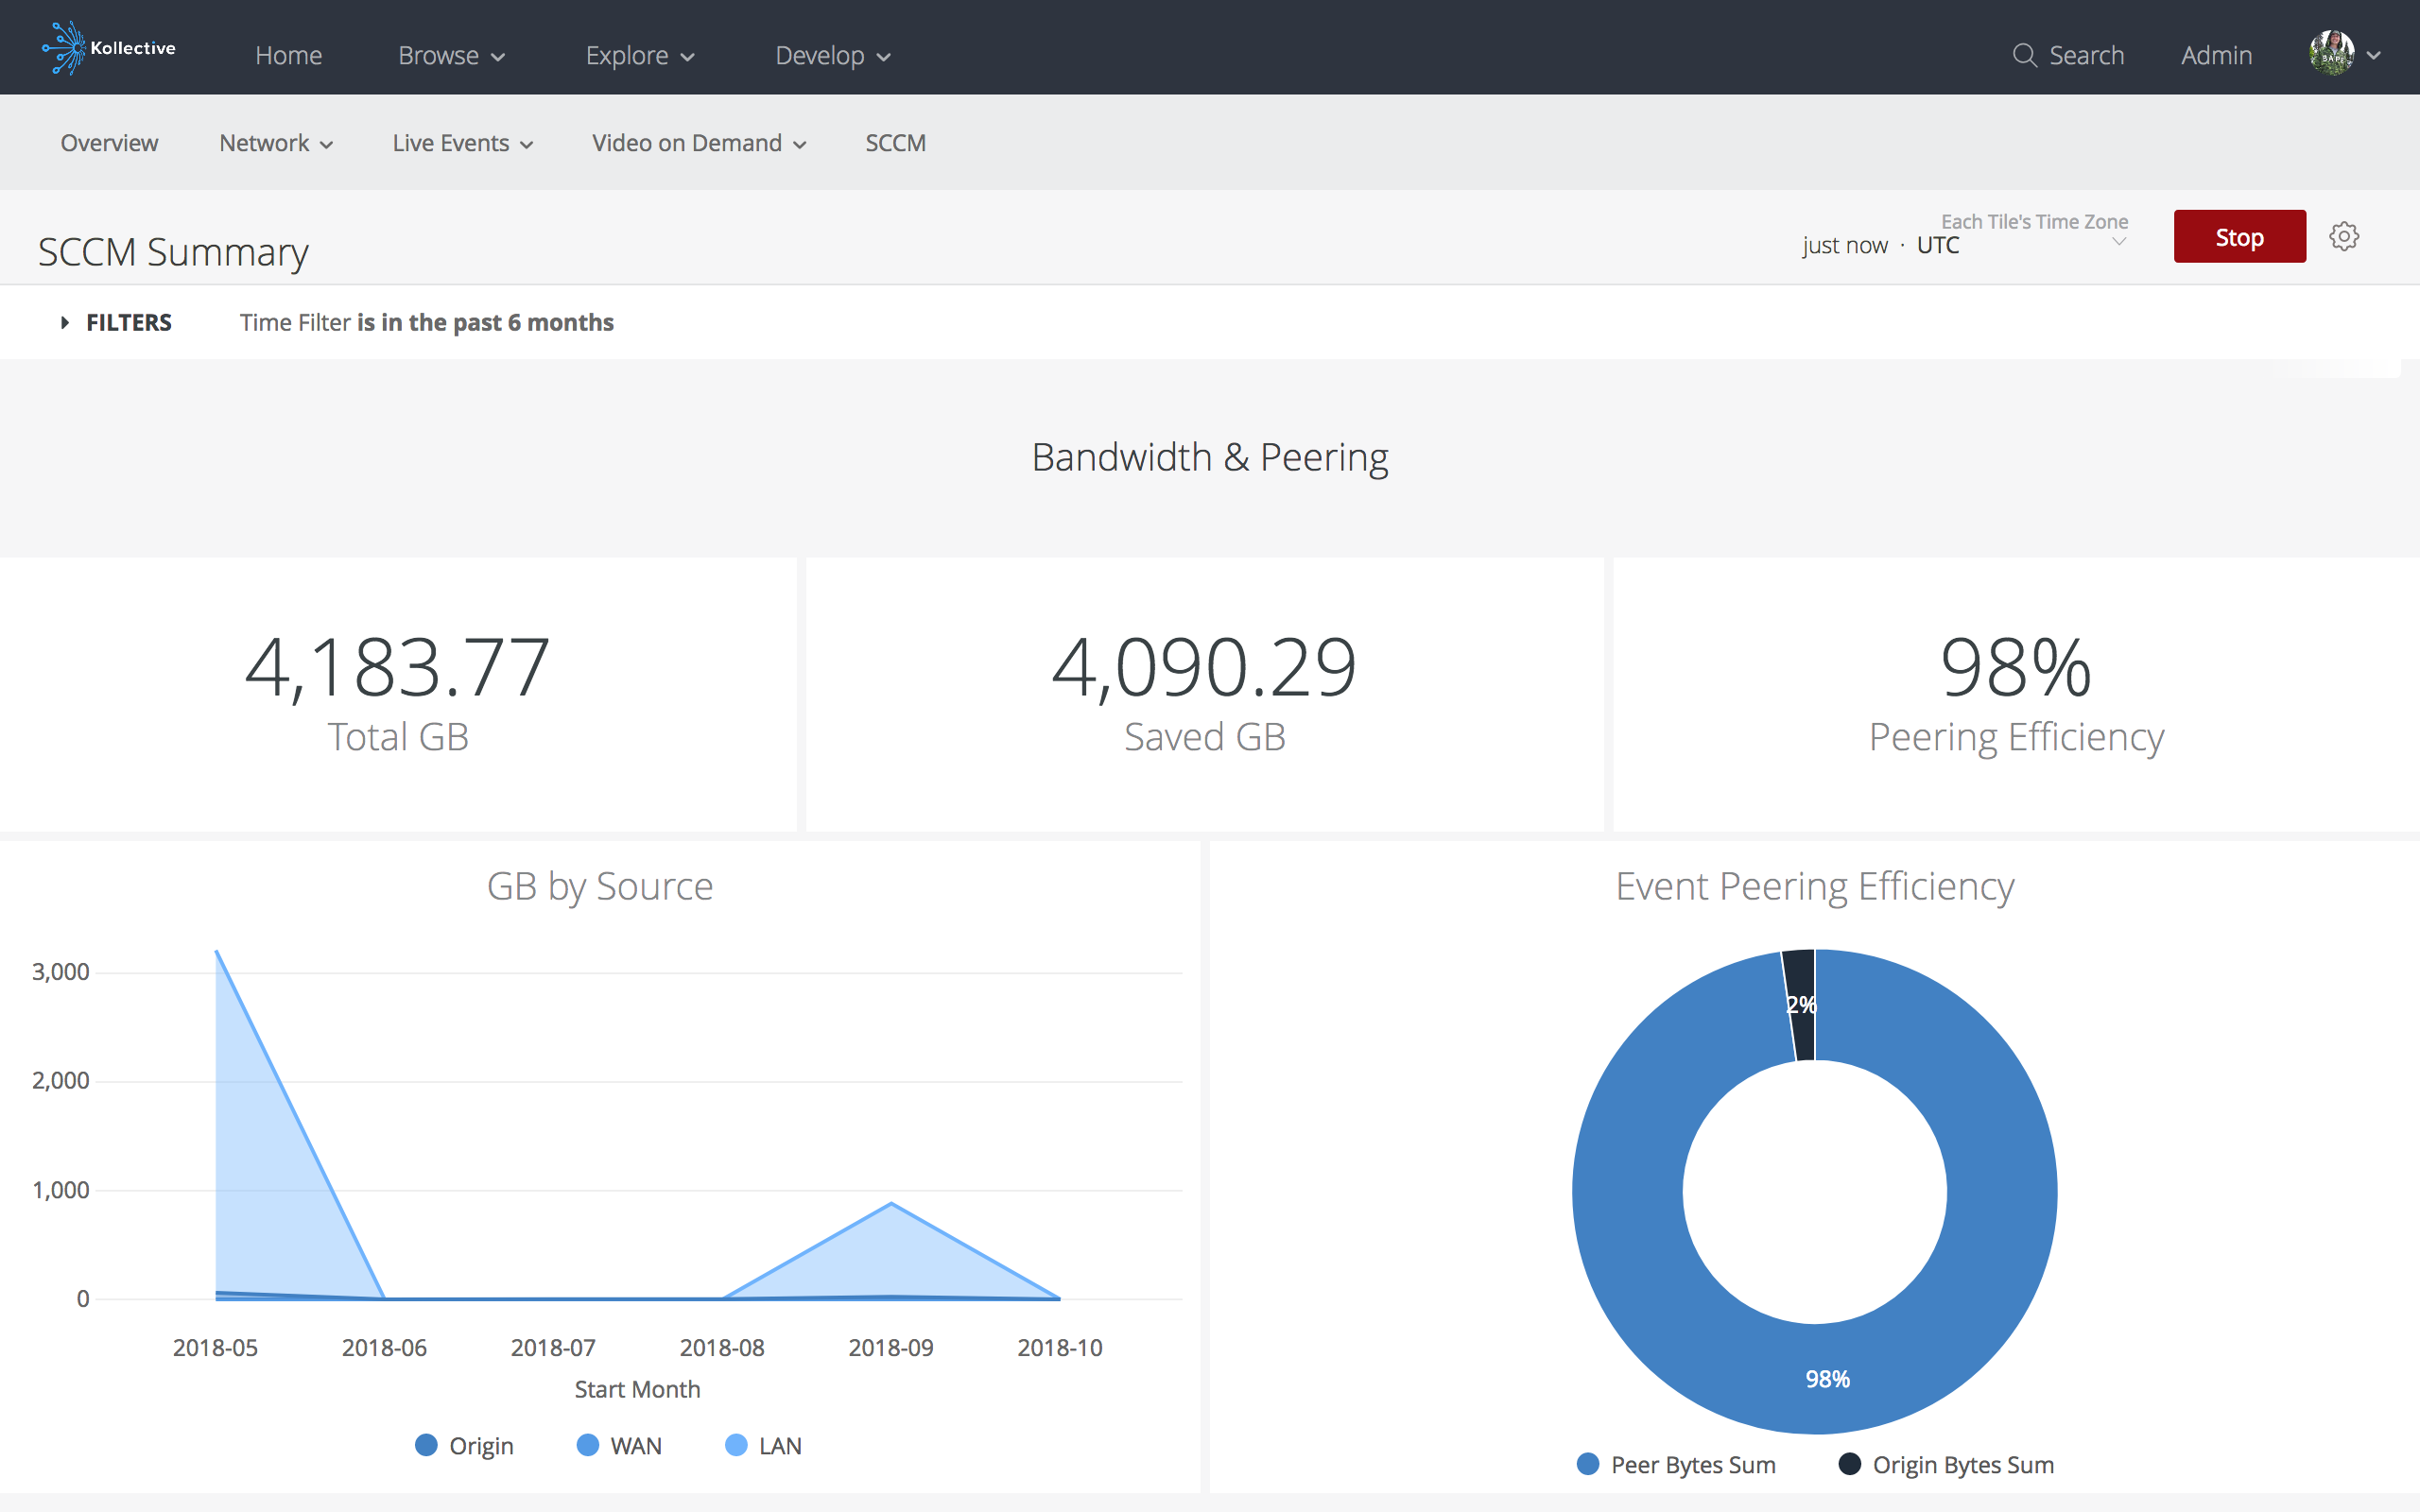 Kollective Home Browse Explore Develop Search Admin
Overview Network Live Events Video on Demand SCCM
SCCM Summary
Each Tile's Time Zone
just now · UTC
Stop
FILTERS Time Filter is in the past 6 months
Bandwidth & Peering
4,183.77
Total GB
4,090.29
Saved GB
98%
Peering Efficiency
GB by Source
3,000
2,000
1,000
0
2018-05 2018-06 2018-07 2018-08 2018-09 2018-10
Start Month
Origin WAN LAN
Event Peering Efficiency
2%
98%
Peer Bytes Sum Origin Bytes Sum